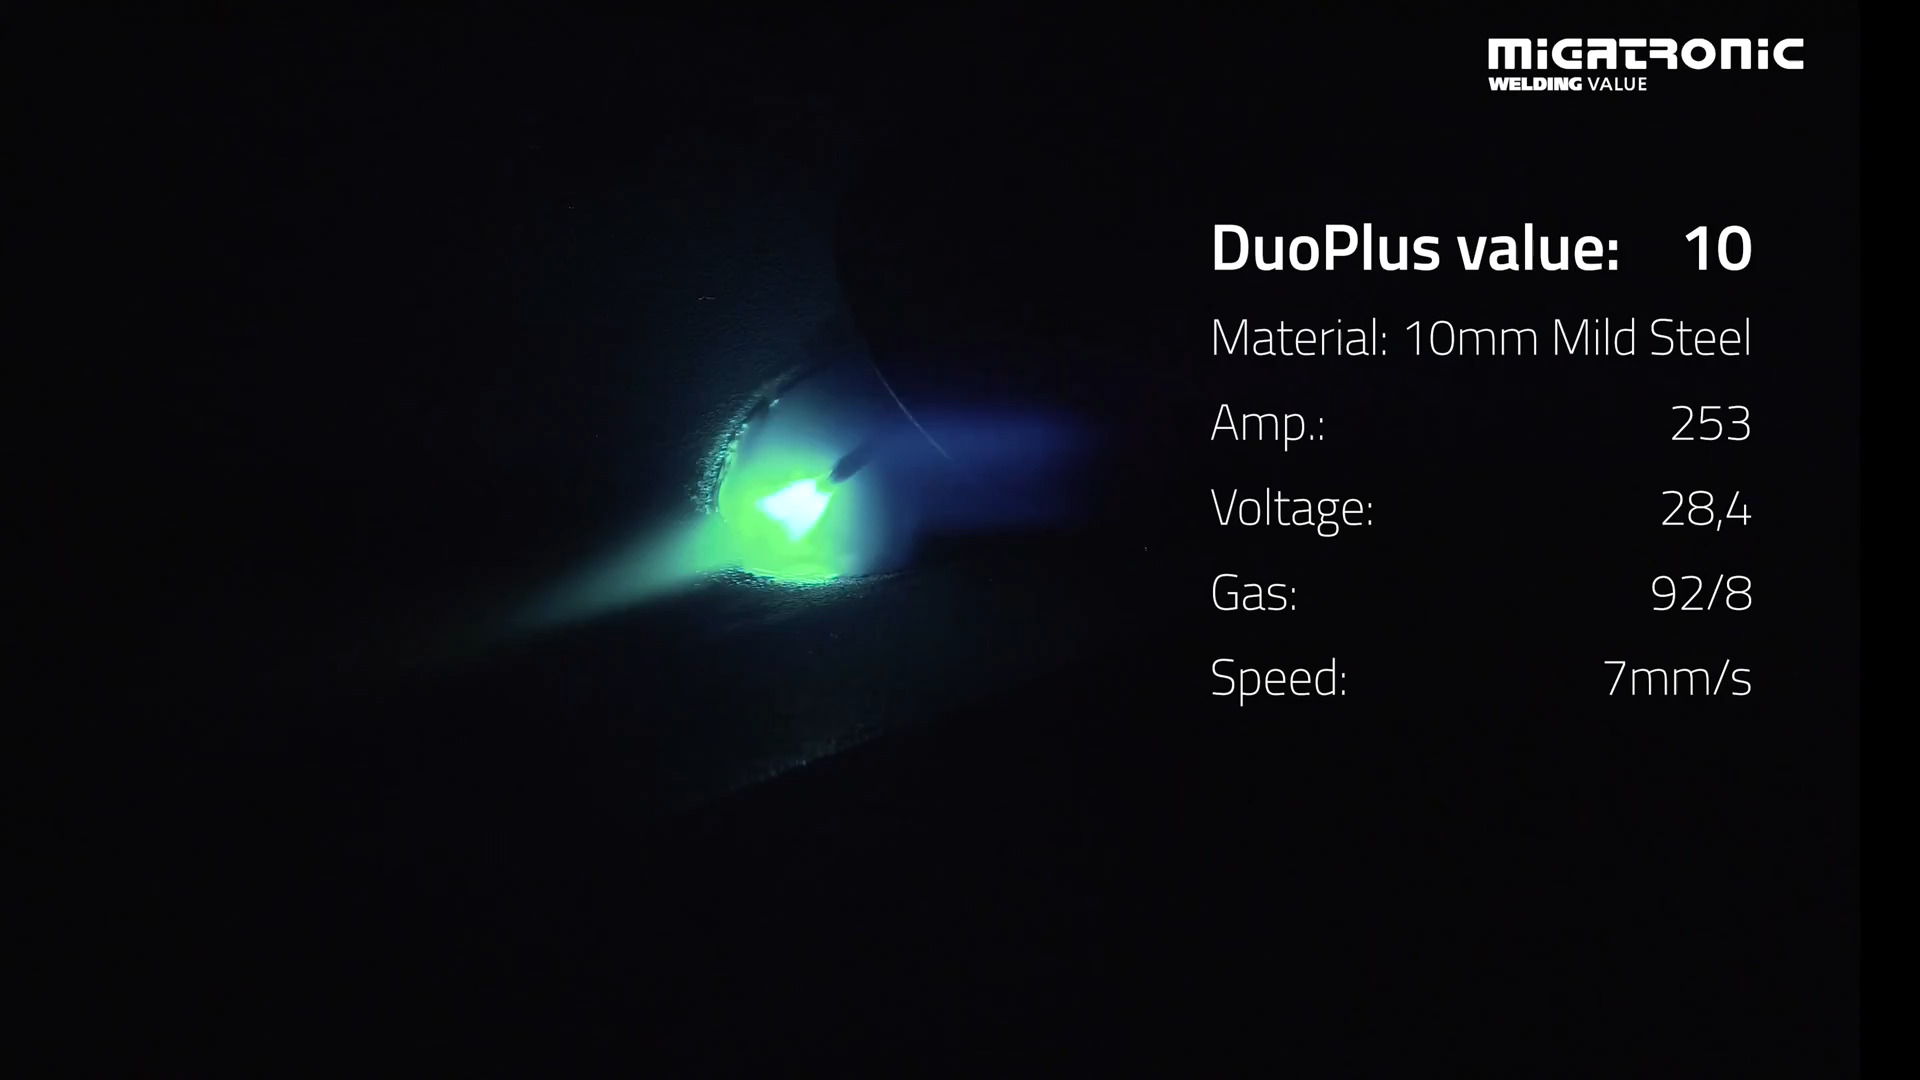 MIGATRONIC
WELDING VALUE
DuoPlus value: 10
Material: 10mm Mild Steel
Amp.: 253
Voltage: 28,4
Gas: 92/8
Speed: 7mm/s